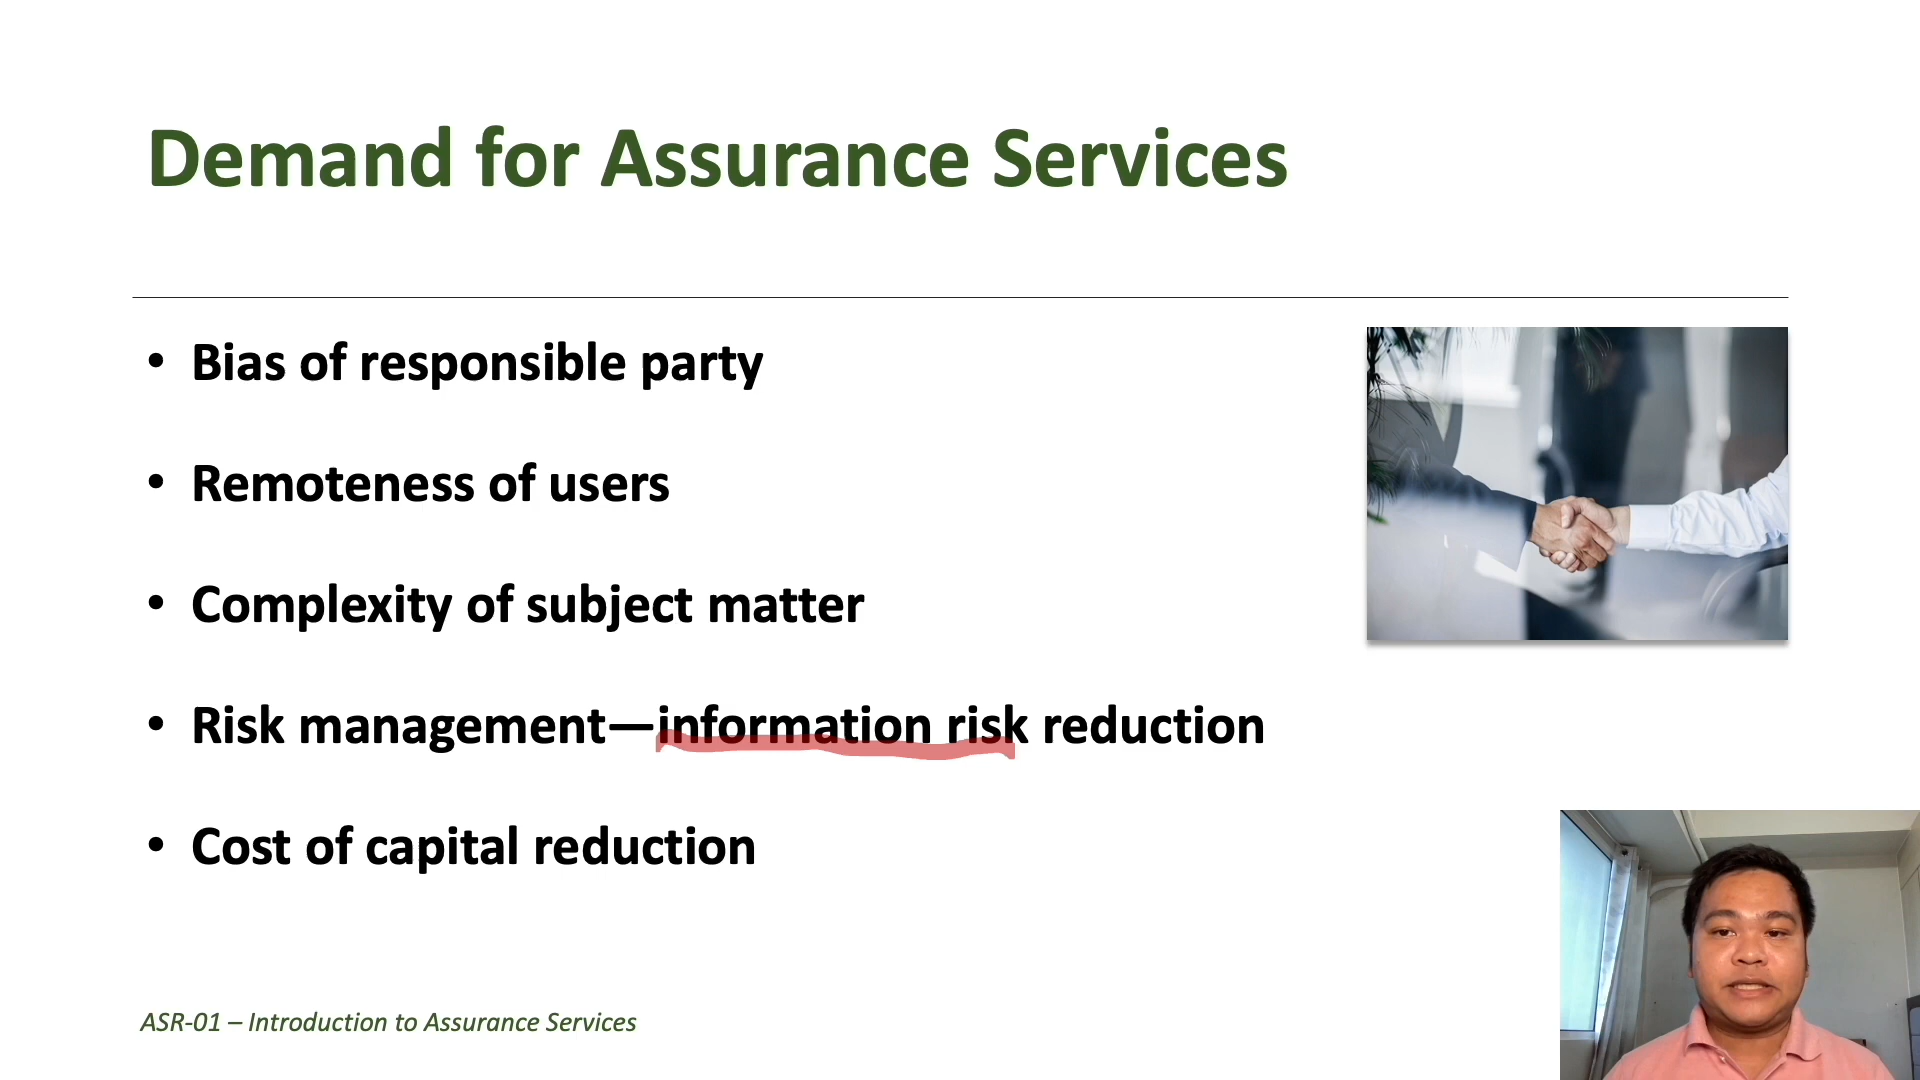 Demand for Assurance Services
• Bias of responsible party
• Remoteness of users
• Complexity of subject matter
• Risk management—information risk reduction
• Cost of capital reduction
ASR-01 – Introduction to Assurance Services